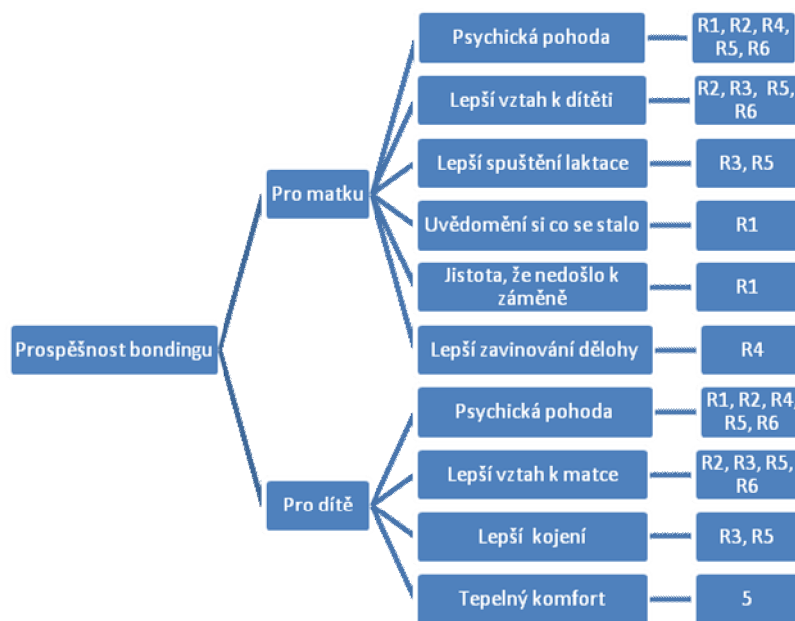 Prospěšnost bondingu
Pro matku
Psychická pohoda
R1, R2, R4,
R5, R6
Lepší vztah k dítěti
R2, R3, R5,
R6
Lepší spuštění laktace
R3, R5
Uvědomění si co se stalo
R1
Jistota, že nedošlo k
záměně
R1
Lepší zavinování dělohy
R4
Pro dítě
Psychická pohoda
R1, R2, R4,
R5, R6
Lepší vztah k matce
R2, R3, R5,
R6
Lepší kojení
R3, R5
Tepelný komfort
5